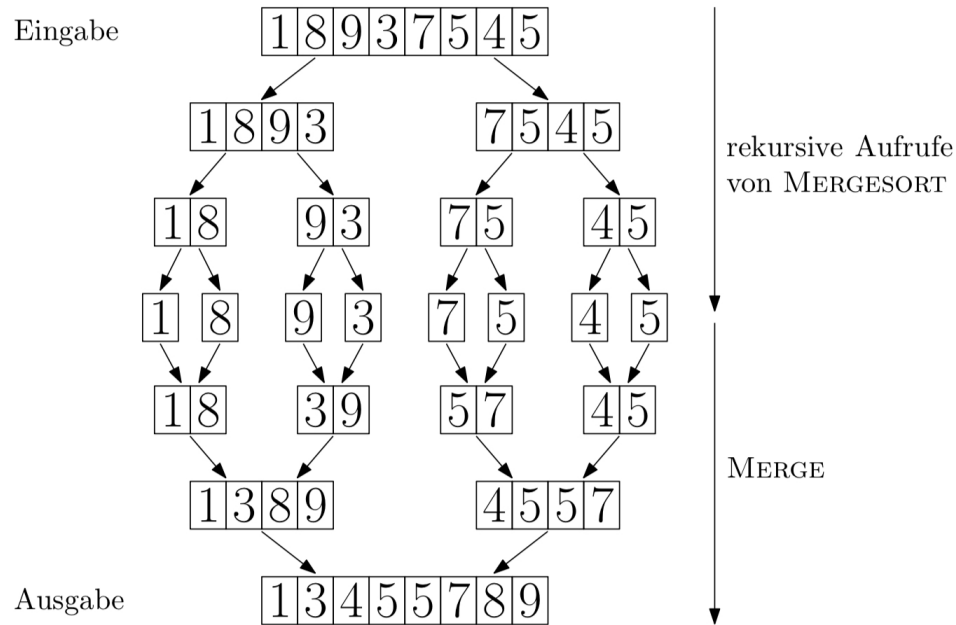 Eingabe
1 8 9 3 7 5 4 5
1 8 9 3
7 5 4 5
rekursive Aufrufe
von MERGESORT
1 8
9 3
7 5
4 5
1
8
9
3
7
5
4
5
1 8
3 9
5 7
4 5
MERGE
1 3 8 9
4 5 5 7
Ausgabe
1 3 4 5 5 7 8 9